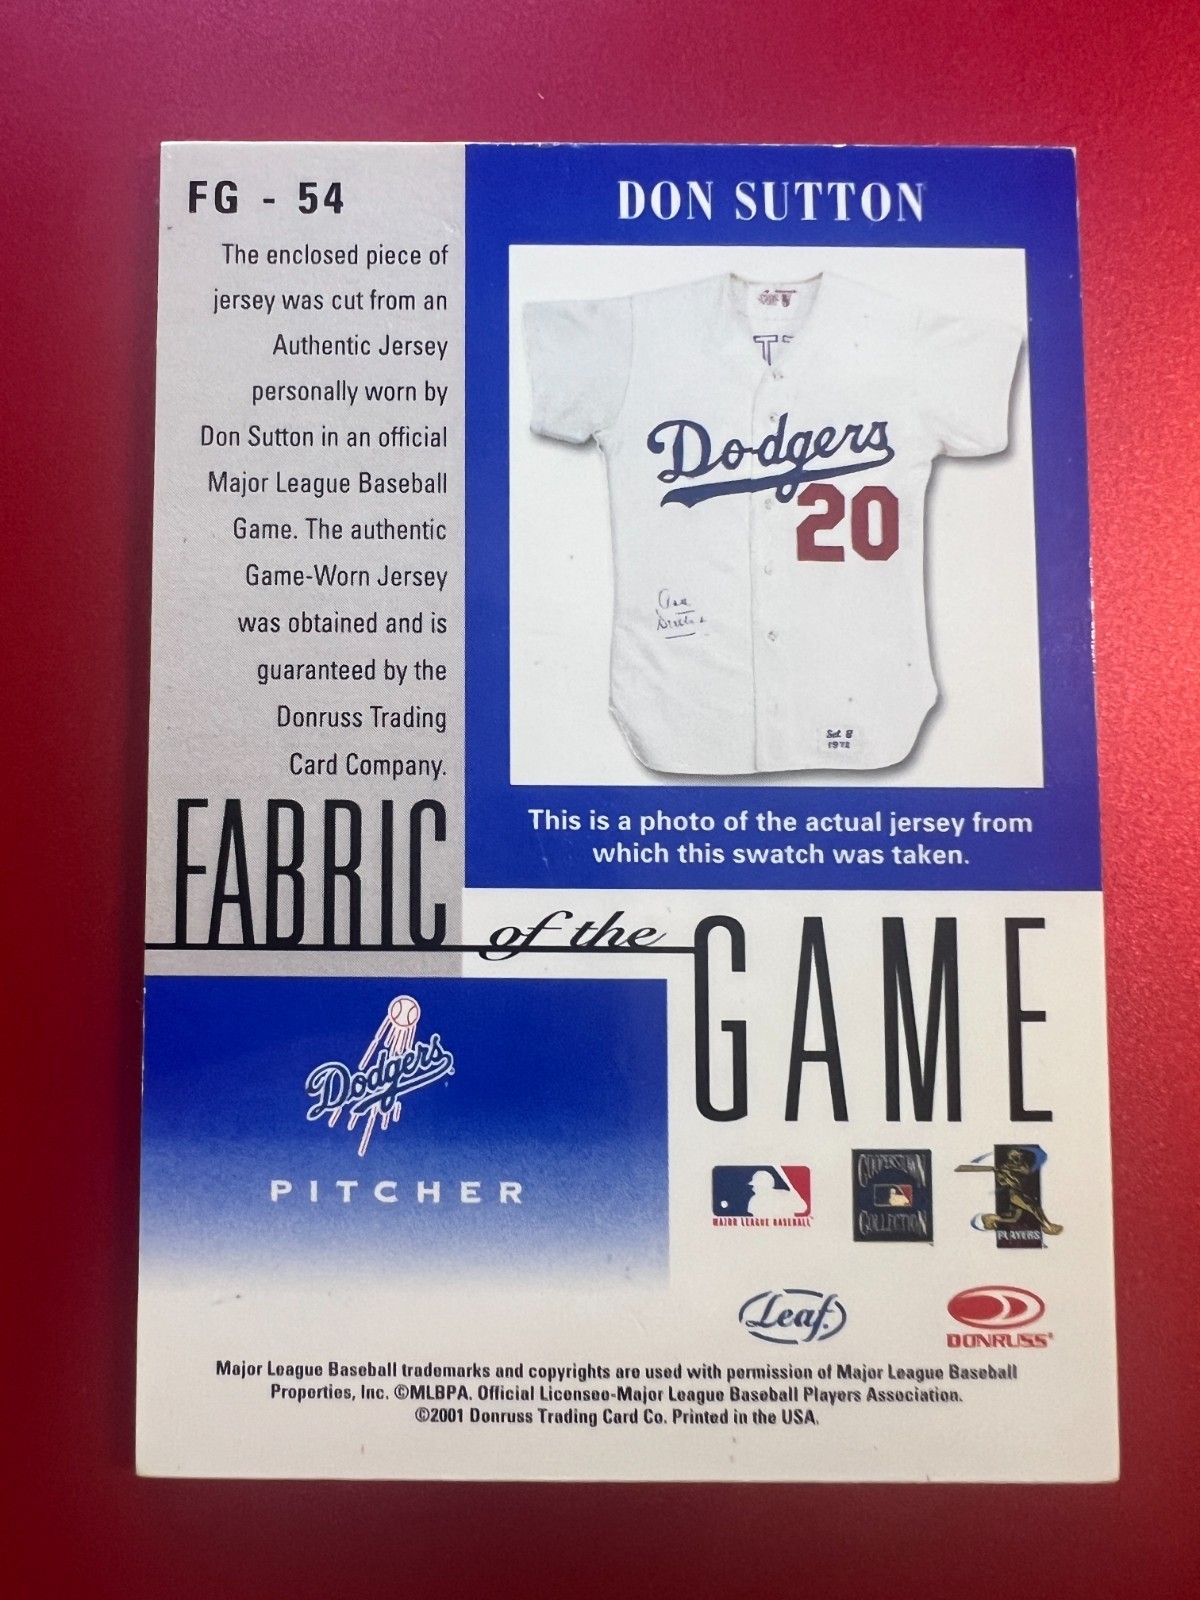 FG - 54
The enclosed piece of
jersey was cut from an
Authentic Jersey
personally worn by
Don Sutton in an official
Major League Baseball
Game. The authentic
Game-Worn Jersey
was obtained and is
guaranteed by the
Donruss Trading
Card Company.
DON SUTTON
Dodgers
20
Don
Set 8
1972
This is a photo of the actual jersey from
which this swatch was taken.
FABRIC of the GAME
Dodgers
PITCHER
MAJOR LEAGUE BASEBALL
COOPERSTOWN
COLLECTION
PLAYERS
Leaf
DONRUSS
Major League Baseball trademarks and copyrights are used with permission of Major League Baseball
Properties, Inc. ©MLBPA. Official Licensee-Major League Baseball Players Association.
©2001 Donruss Trading Card Co. Printed in the USA.